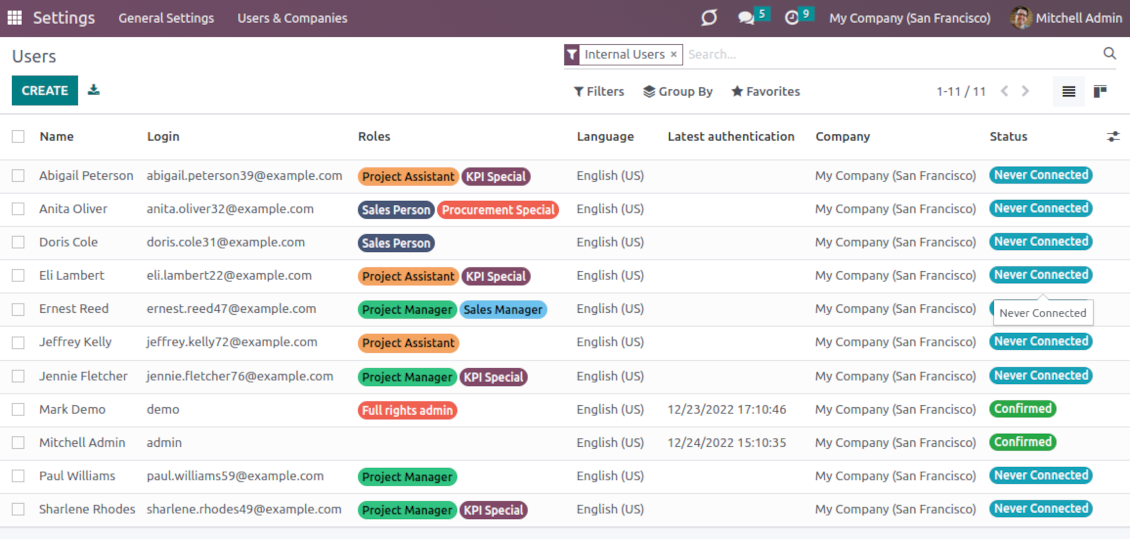 Settings General Settings Users & Companies 5 9 My Company (San Francisco) Mitchell Admin
Users Internal Users × Search...
CREATE Filters Group By Favorites 1-11 / 11
Name Login Roles Language Latest authentication Company Status
Abigail Peterson abigail.peterson39@example.com Project Assistant KPI Special English (US) My Company (San Francisco) Never Connected
Anita Oliver anita.oliver32@example.com Sales Person Procurement Special English (US) My Company (San Francisco) Never Connected
Doris Cole doris.cole31@example.com Sales Person English (US) My Company (San Francisco) Never Connected
Eli Lambert eli.lambert22@example.com Project Assistant KPI Special English (US) My Company (San Francisco) Never Connected
Ernest Reed ernest.reed47@example.com Project Manager Sales Manager English (US) My Company (San Francisco)
Never Connected
Jeffrey Kelly jeffrey.kelly72@example.com Project Assistant English (US) My Company (San Francisco) Never Connected
Jennie Fletcher jennie.fletcher76@example.com Project Manager KPI Special English (US) My Company (San Francisco) Never Connected
Mark Demo demo Full rights admin English (US) 12/23/2022 17:10:46 My Company (San Francisco) Confirmed
Mitchell Admin admin English (US) 12/24/2022 15:10:35 My Company (San Francisco) Confirmed
Paul Williams paul.williams59@example.com Project Manager English (US) My Company (San Francisco) Never Connected
Sharlene Rhodes sharlene.rhodes49@example.com Project Manager KPI Special English (US) My Company (San Francisco) Never Connected